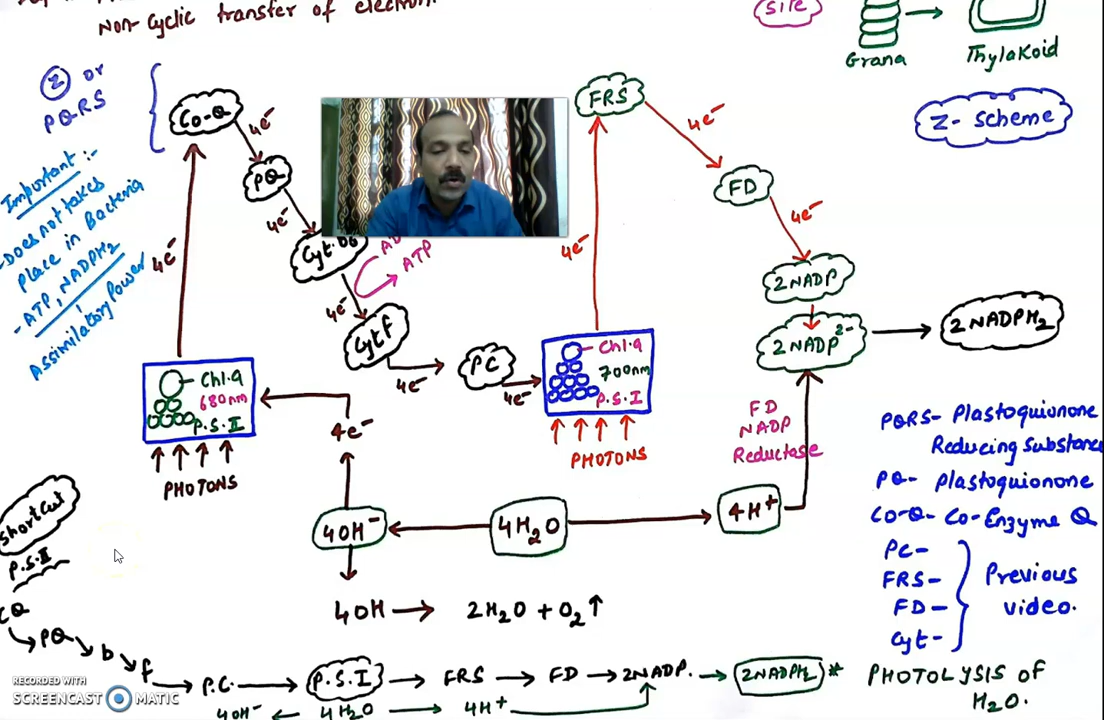 Non-Cyclic transfer of electron
Site
Grana
Thylakoid
Z or
PQRS
Z-Scheme
Important:-
-Does not takes
Place in Bacteria
-ATP, NADPH2
Assimilatory Power
Co-Q
4e-
PQ
4e-
Cyt.b6
ATP
4e-
Cyt F
4e-
PC
4e-
4e-
Chl.a
680nm
P.S.II
PHOTONS
4e-
FRS
4e-
FD
4e-
2NADP
2NADP2-
2NADPH2
4e-
Chl.a
700nm
P.S.I
PHOTONS
FD
NADP
Reductase
4OH-
4H2O
4H+
4OH → 2H2O + O2↑
PQRS- Plastoquionone
Reducing Substance
PQ- Plastoquionone
CO-Q- Co-Enzyme Q
PC-
FRS-
FD-
Cyt-
Previous
video.
Shortcut
P.S.II
CQ
PQ
b
f
P.C. → P.S.I → FRS → FD → 2NADP. → 2NADPH2*
4OH- ← 4H2O → 4H+
PHOTOLYSIS OF
H2O.
RECORDED WITH
SCREENCAST MATIC